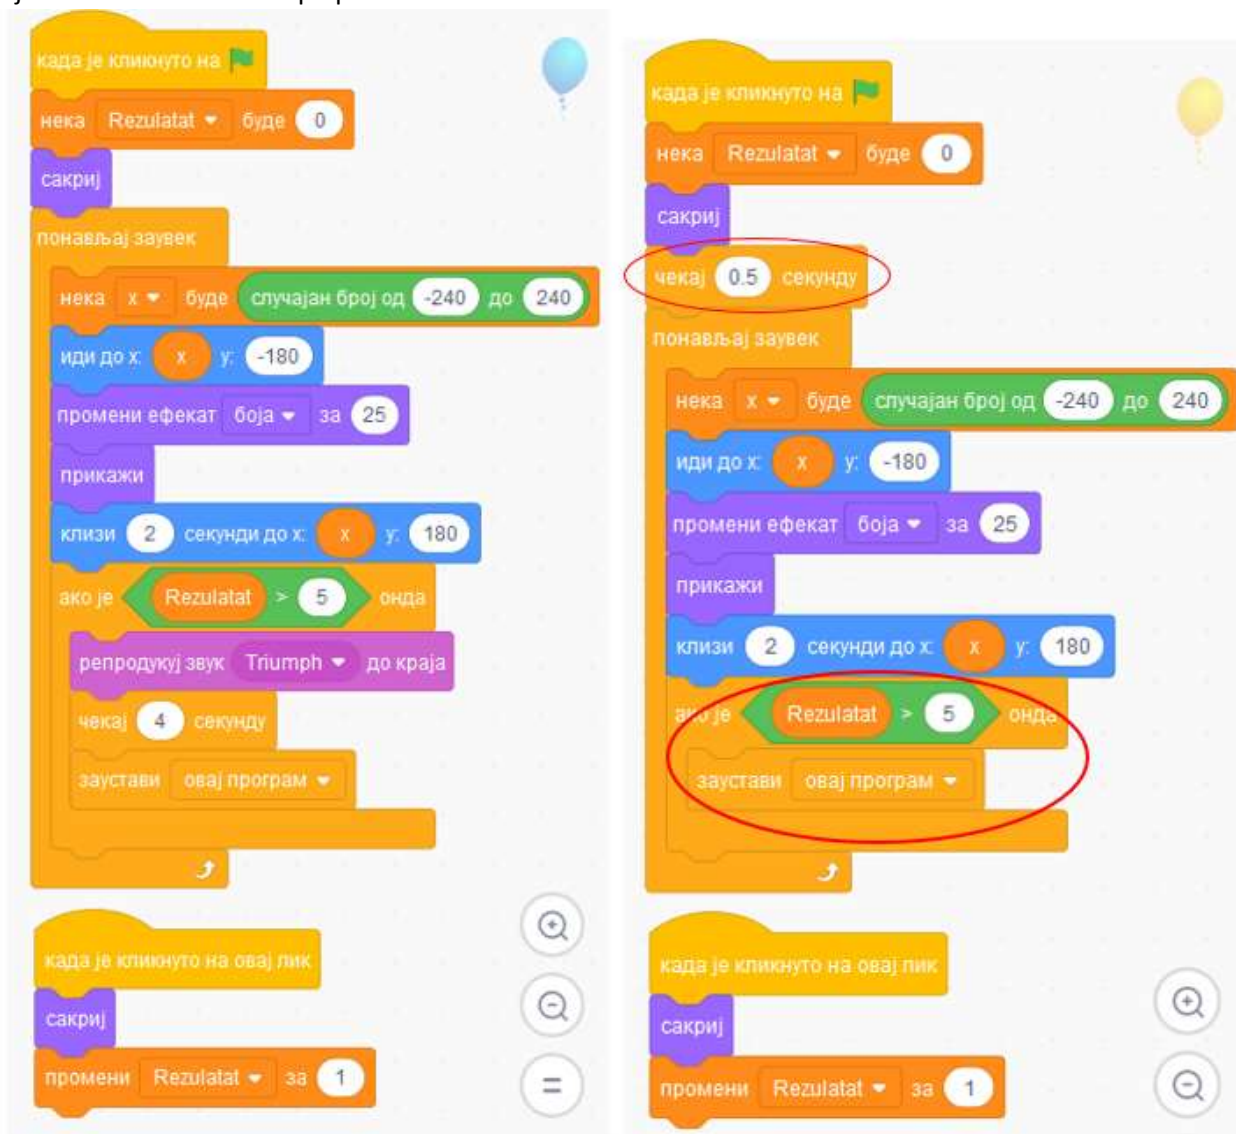 када је кликнуто на
нека Rezulatat буде 0
сакриј
понављај заувек
нека x буде случајан број од -240 до 240
иди до x: x y: -180
промени ефекат боја за 25
прикажи
клизи 2 секунди до x: x y: 180
ако је Rezulatat > 5 онда
репродукуј звук Triumph до краја
чекај 4 секунду
заустави овај програм
када је кликнуто на овај лик
сакриј
промени Rezulatat за 1
када је кликнуто на
нека Rezulatat буде 0
сакриј
чекај 0.5 секунду
понављај заувек
нека x буде случајан број од -240 до 240
иди до x: x y: -180
промени ефекат боја за 25
прикажи
клизи 2 секунди до x: x y: 180
ако је Rezulatat > 5 онда
заустави овај програм
када је кликнуто на овај лик
сакриј
промени Rezulatat за 1